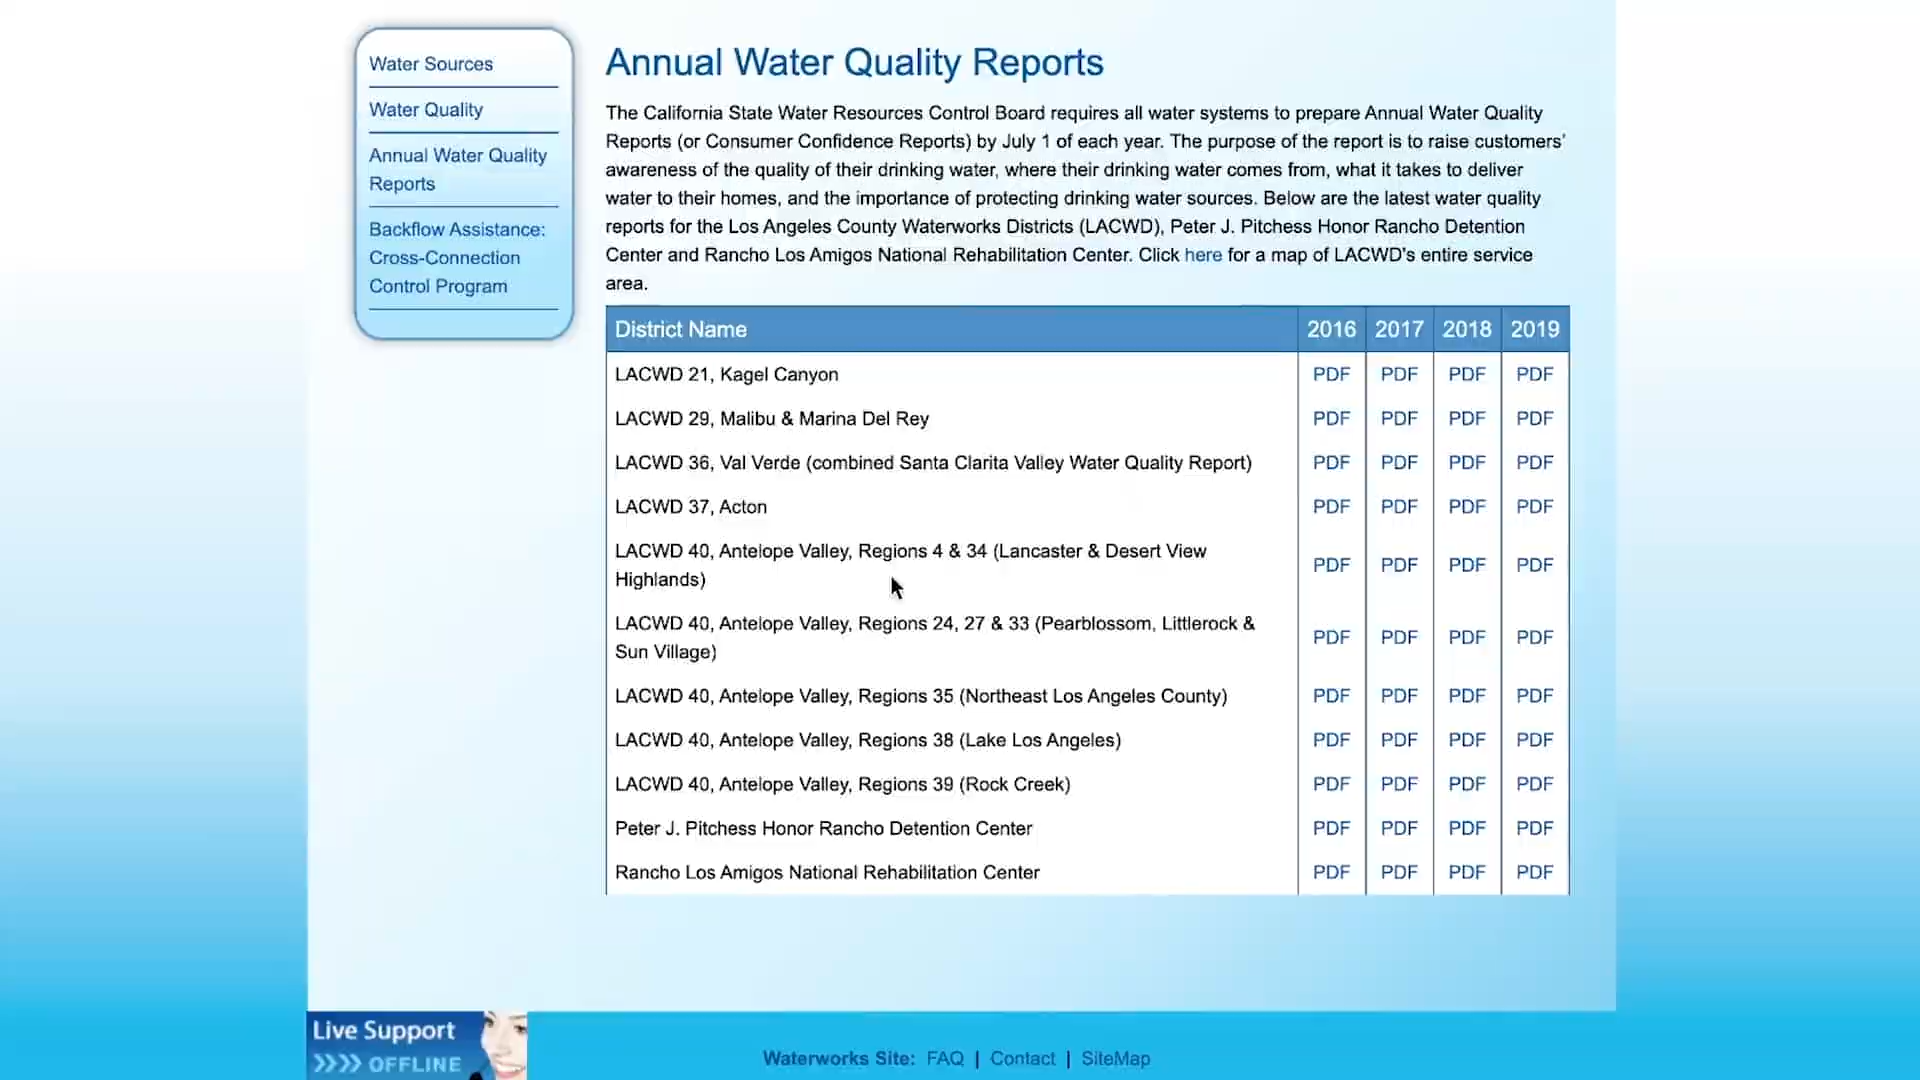 Water Sources
Water Quality
Annual Water Quality
Reports
Backflow Assistance:
Cross-Connection
Control Program
Annual Water Quality Reports
The California State Water Resources Control Board requires all water systems to prepare Annual Water Quality
Reports (or Consumer Confidence Reports) by July 1 of each year. The purpose of the report is to raise customers'
awareness of the quality of their drinking water, where their drinking water comes from, what it takes to deliver
water to their homes, and the importance of protecting drinking water sources. Below are the latest water quality
reports for the Los Angeles County Waterworks Districts (LACWD), Peter J. Pitchess Honor Rancho Detention
Center and Rancho Los Amigos National Rehabilitation Center. Click here for a map of LACWD's entire service
area.
District Name 2016 2017 2018 2019
LACWD 21, Kagel Canyon PDF PDF PDF PDF
LACWD 29, Malibu & Marina Del Rey PDF PDF PDF PDF
LACWD 36, Val Verde (combined Santa Clarita Valley Water Quality Report) PDF PDF PDF PDF
LACWD 37, Acton PDF PDF PDF PDF
LACWD 40, Antelope Valley, Regions 4 & 34 (Lancaster & Desert View
Highlands) PDF PDF PDF PDF
LACWD 40, Antelope Valley, Regions 24, 27 & 33 (Pearblossom, Littlerock &
Sun Village) PDF PDF PDF PDF
LACWD 40, Antelope Valley, Regions 35 (Northeast Los Angeles County) PDF PDF PDF PDF
LACWD 40, Antelope Valley, Regions 38 (Lake Los Angeles) PDF PDF PDF PDF
LACWD 40, Antelope Valley, Regions 39 (Rock Creek) PDF PDF PDF PDF
Peter J. Pitchess Honor Rancho Detention Center PDF PDF PDF PDF
Rancho Los Amigos National Rehabilitation Center PDF PDF PDF PDF
Live Support
OFFLINE
Waterworks Site: FAQ | Contact | SiteMap